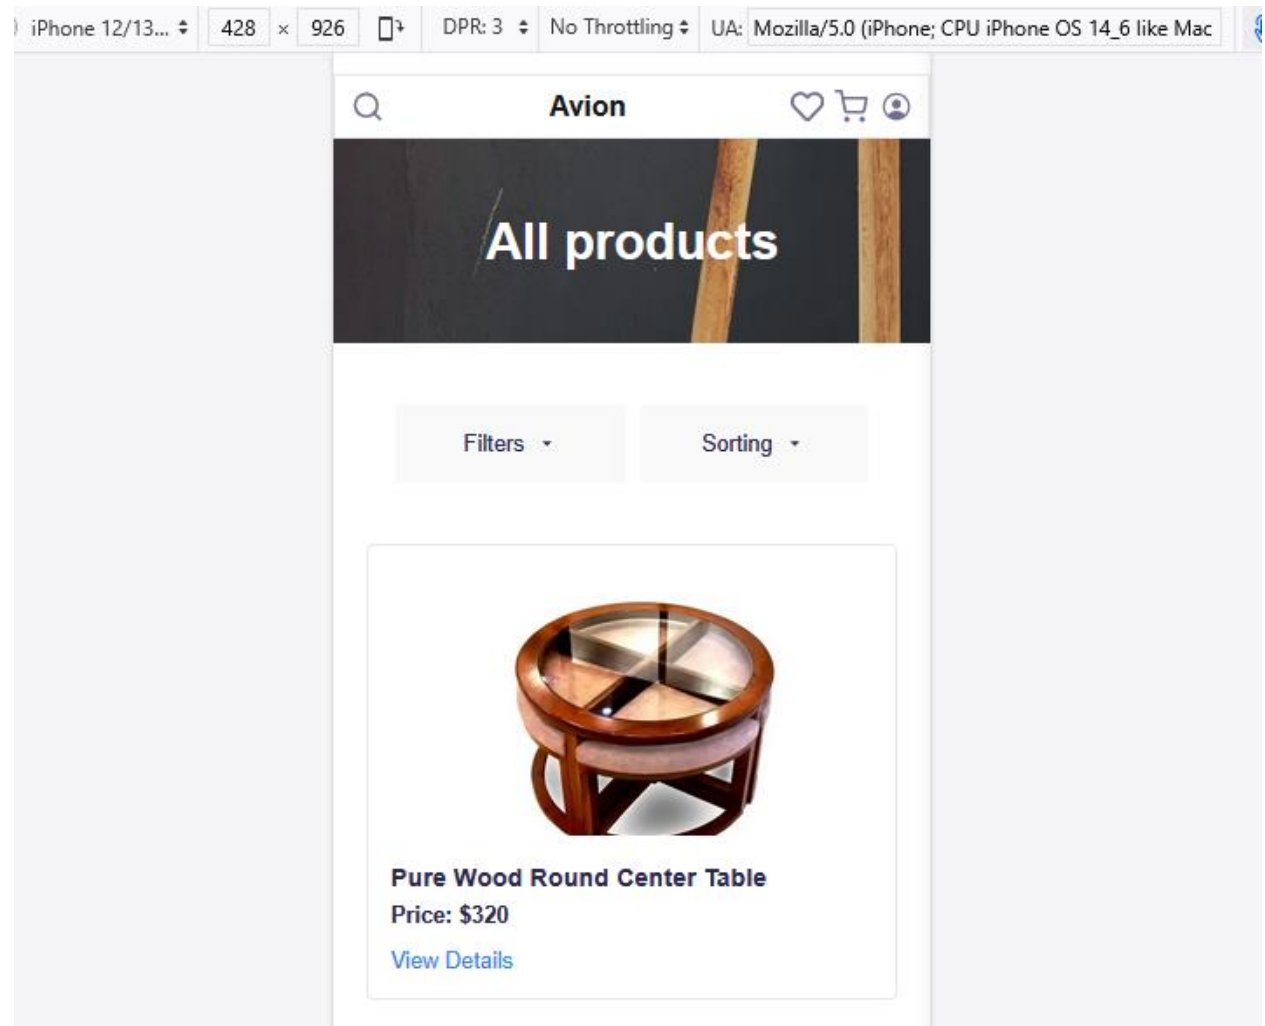 iPhone 12/13... 428 × 926 DPR: 3 No Throttling UA: Mozilla/5.0 (iPhone; CPU iPhone OS 14_6 like Mac
Avion
All products
Filters Sorting
Pure Wood Round Center Table
Price: $320
View Details